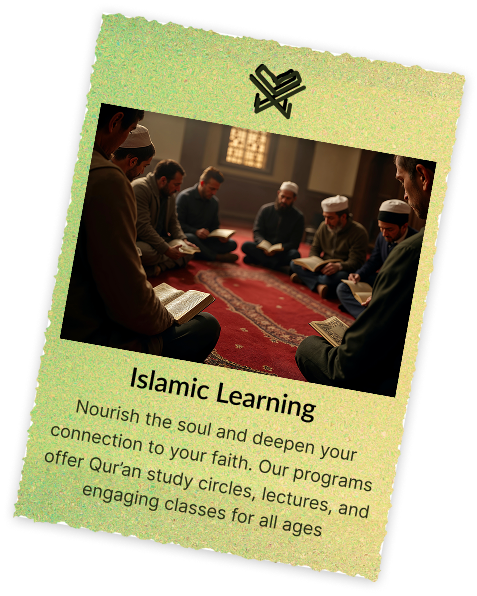 Islamic Learning
Nourish the soul and deepen your
connection to your faith. Our programs
offer Qur'an study circles, lectures, and
engaging classes for all ages